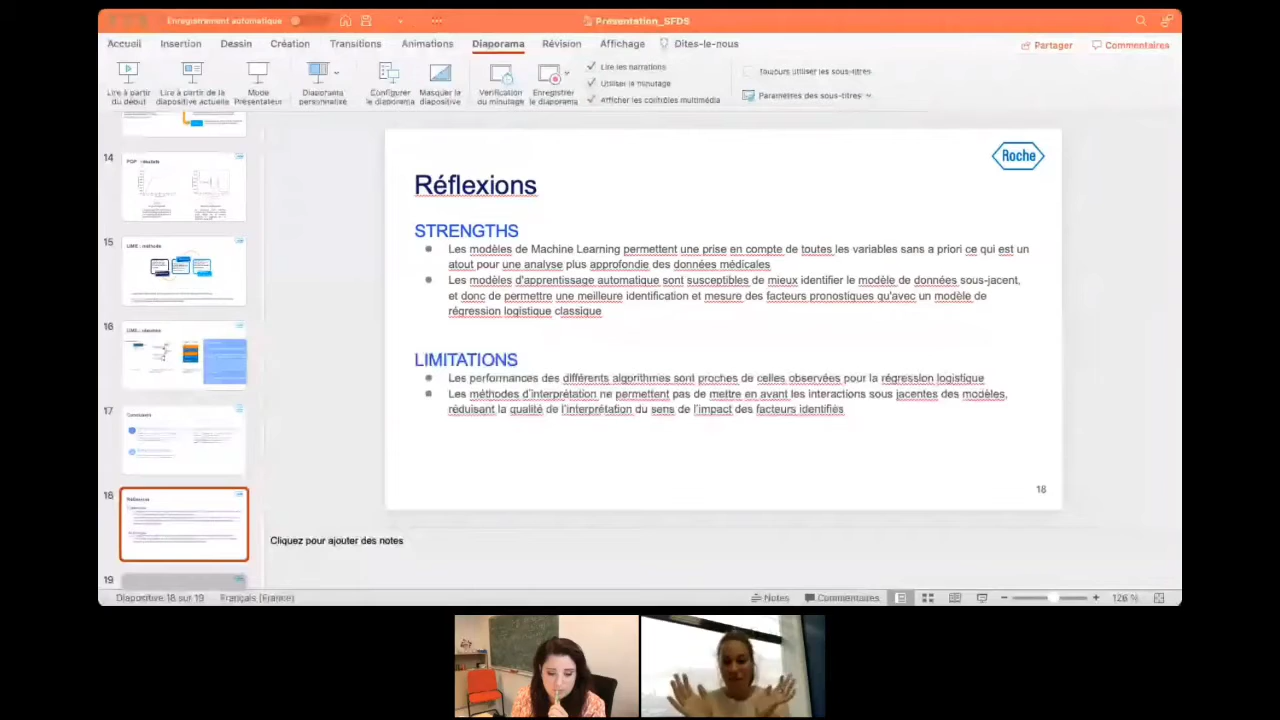 Enregistrement automatique
Présentation_SFDS
Accueil Insertion Dessin Création Transitions Animations Diaporama Révision Affichage Dites-le-nous
Partager Commentaires
Lire à partir du début
Lire à partir de la diapositive actuelle
Mode Présentateur
Diaporama personnalisé
Configurer le diaporama
Masquer la diapositive
Vérification du minutage
Enregistrer le diaporama
Lire les narrations
Utiliser le minutage
Afficher les contrôles multimédia
Toujours utiliser les sous-titres
Paramètres des sous-titres
14
PDP : résultats
15
LIME : méthode
16
LIME : résultats
17
Conclusion
18
Réflexions
19
Roche
Réflexions
STRENGTHS
Les modèles de Machine Learning permettent une prise en compte de toutes les variables sans a priori ce qui est un
atout pour une analyse plus approfondie des données médicales
Les modèles d'apprentissage automatique sont susceptibles de mieux identifier le modèle de données sous-jacent,
et donc de permettre une meilleure identification et mesure des facteurs pronostiques qu'avec un modèle de
régression logistique classique
LIMITATIONS
Les performances des différents algorithmes sont proches de celles observées pour la régression logistique
Les méthodes d'interprétation ne permettent pas de mettre en avant les interactions sous jacentes des modèles,
réduisant la qualité de l'interprétation du sens de l'impact des facteurs identifiés
18
Cliquez pour ajouter des notes
Diapositive 18 sur 19 Français (France)
Notes Commentaires 126 %